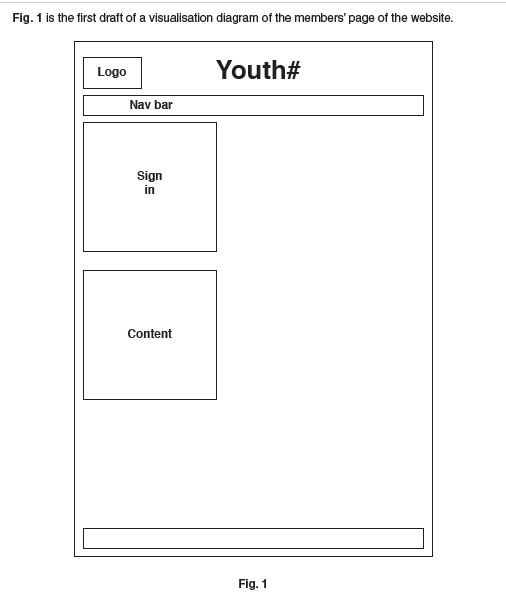 Fig. 1 is the first draft of a visualisation diagram of the members' page of the website.
Logo
Youth#
Nav bar
Sign
in
Content
Fig. 1